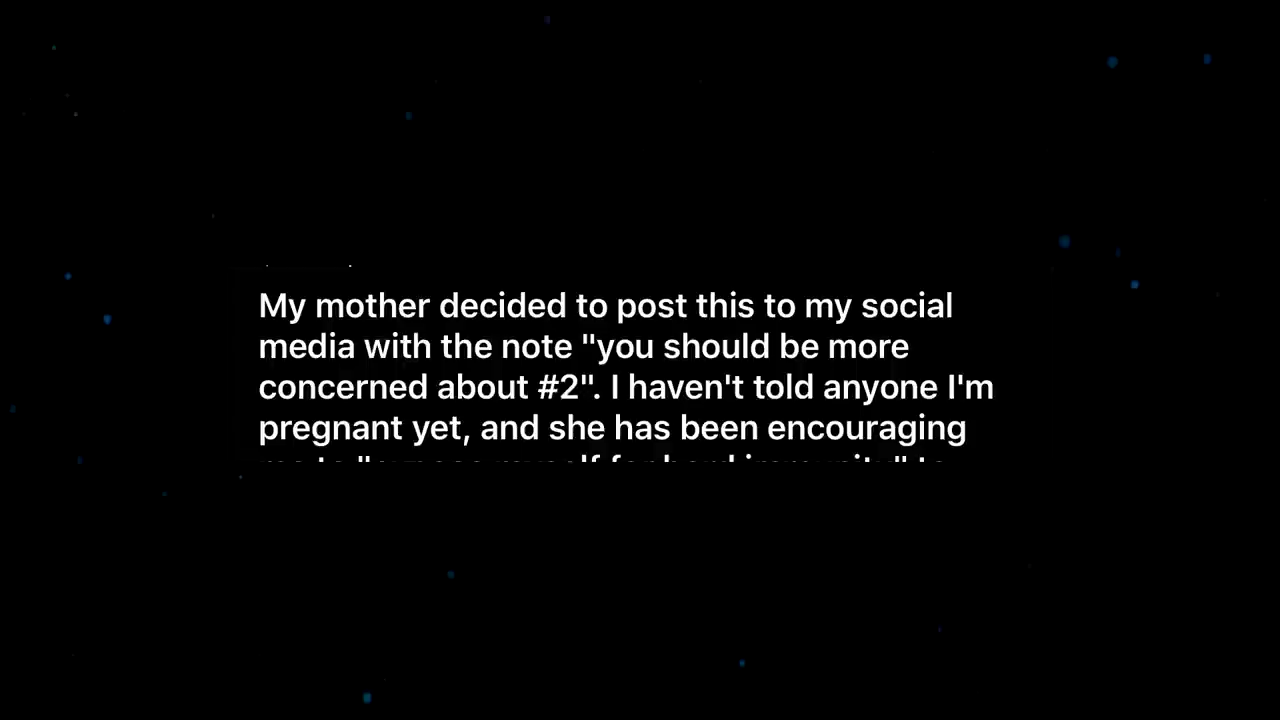 My mother decided to post this to my social
media with the note "you should be more
concerned about #2". I haven't told anyone I'm
pregnant yet, and she has been encouraging